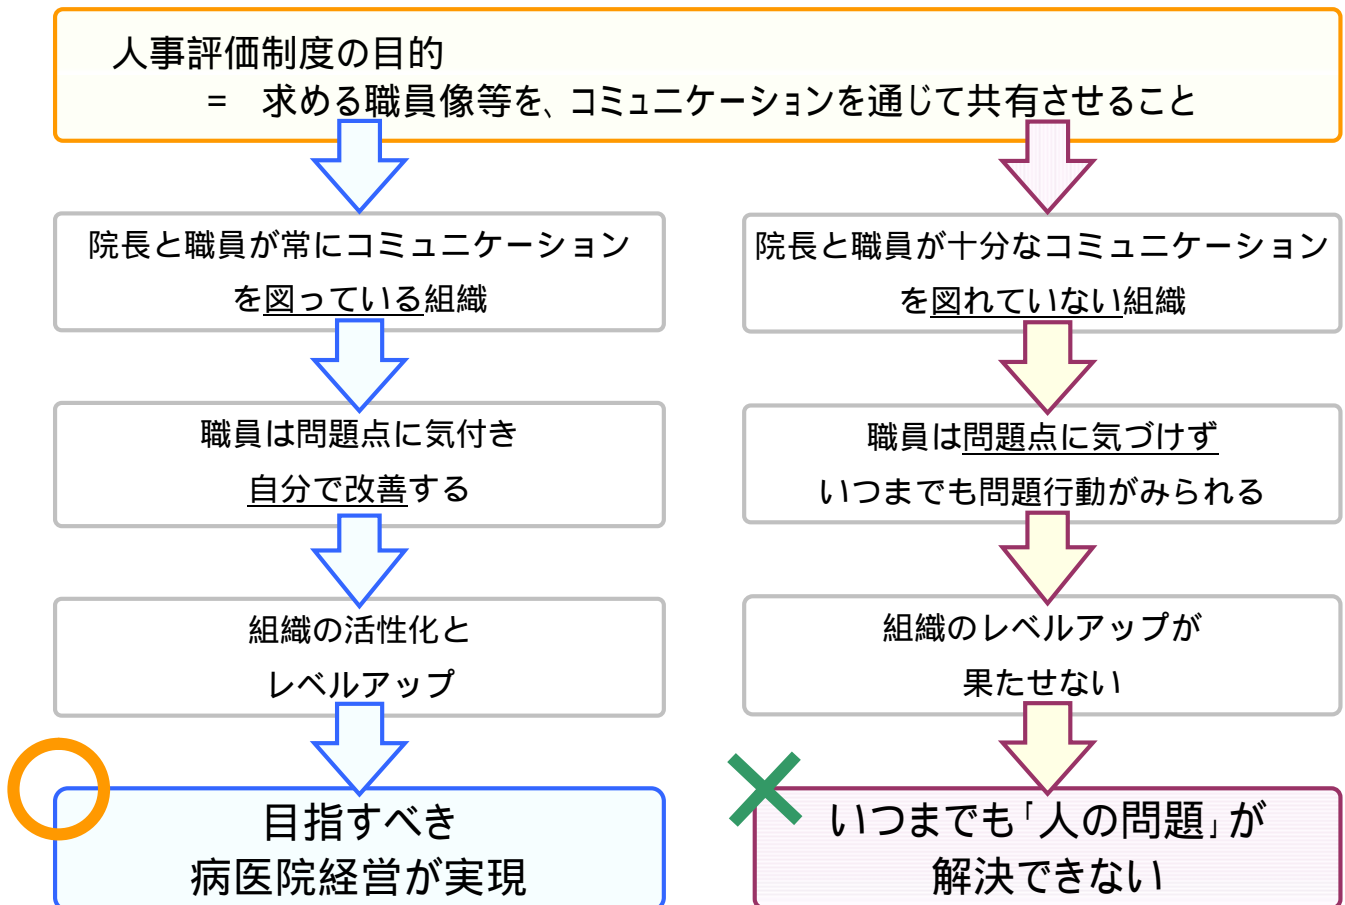 人事評価制度の目的
= 求める職員像等を、コミュニケーションを通じて共有させること
院長と職員が常にコミュニケーション
を図っている組織
職員は問題点に気付き
自分で改善する
組織の活性化と
レベルアップ
目指すべき
病医院経営が実現
院長と職員が十分なコミュニケーション
を図れていない組織
職員は問題点に気づけず
いつまでも問題行動がみられる
組織のレベルアップが
果たせない
いつまでも「人の問題」が
解決できない